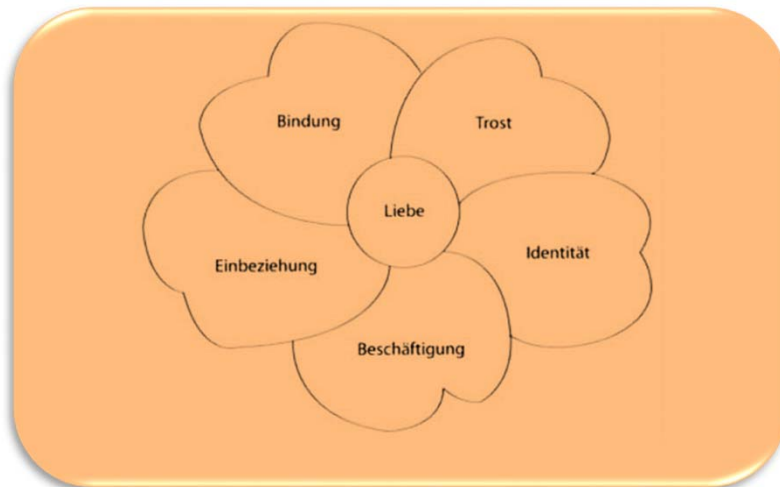 Bindung
Trost
Liebe
Einbeziehung
Identität
Beschäftigung